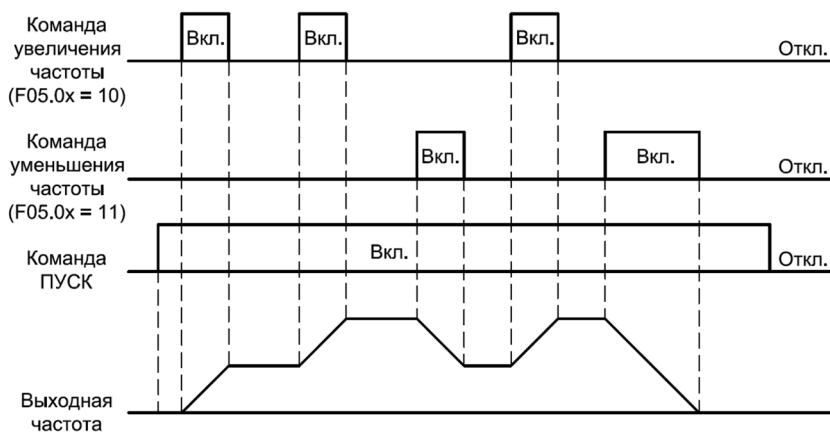 Команда
увеличения
частоты
(F05.0x = 10)
Вкл.
Вкл.
Вкл.
Откл.
Команда
уменьшения
частоты
(F05.0x = 11)
Вкл.
Вкл.
Откл.
Команда
ПУСК
Вкл.
Откл.
Выходная
частота